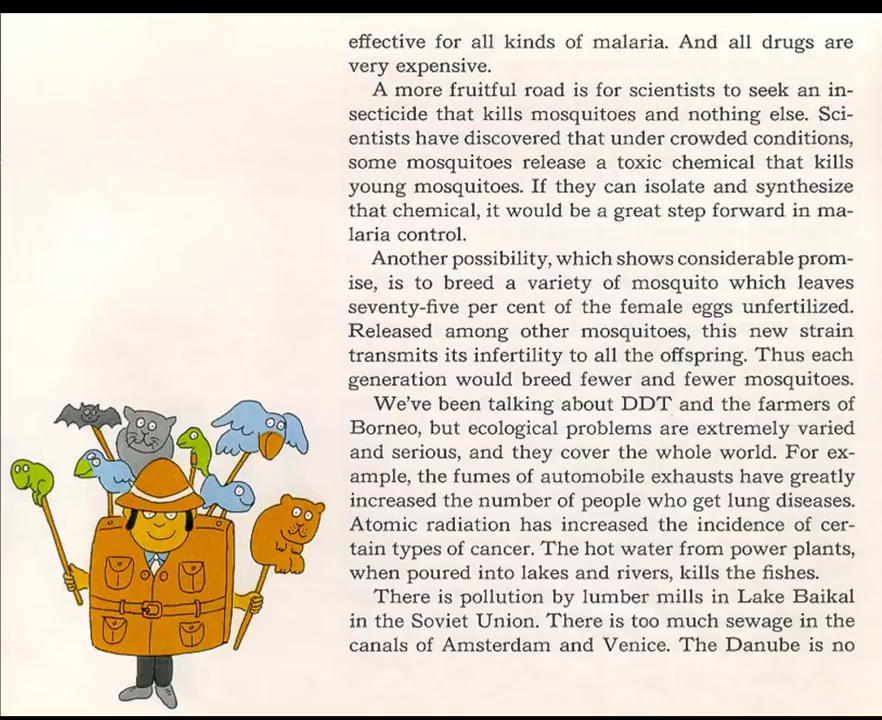 effective for all kinds of malaria. And all drugs are
very expensive.
A more fruitful road is for scientists to seek an in-
secticide that kills mosquitoes and nothing else. Sci-
entists have discovered that under crowded conditions,
some mosquitoes release a toxic chemical that kills
young mosquitoes. If they can isolate and synthesize
that chemical, it would be a great step forward in ma-
laria control.
Another possibility, which shows considerable prom-
ise, is to breed a variety of mosquito which leaves
seventy-five per cent of the female eggs unfertilized.
Released among other mosquitoes, this new strain
transmits its infertility to all the offspring. Thus each
generation would breed fewer and fewer mosquitoes.
We've been talking about DDT and the farmers of
Borneo, but ecological problems are extremely varied
and serious, and they cover the whole world. For ex-
ample, the fumes of automobile exhausts have greatly
increased the number of people who get lung diseases.
Atomic radiation has increased the incidence of cer-
tain types of cancer. The hot water from power plants,
when poured into lakes and rivers, kills the fishes.
There is pollution by lumber mills in Lake Baikal
in the Soviet Union. There is too much sewage in the
canals of Amsterdam and Venice. The Danube is no